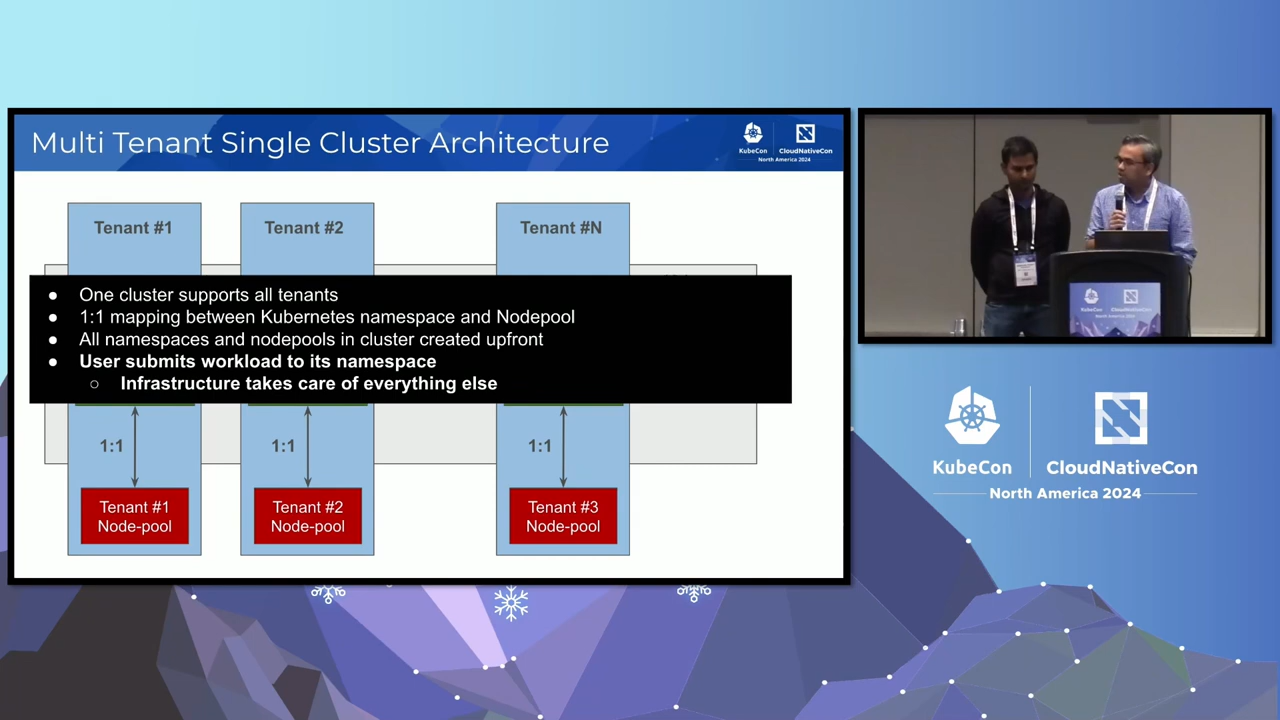 Multi Tenant Single Cluster Architecture
KubeCon
CloudNativeCon
North America 2024
Tenant #1
Tenant #2
Tenant #N
● One cluster supports all tenants
● 1:1 mapping between Kubernetes namespace and Nodepool
● All namespaces and nodepools in cluster created upfront
● User submits workload to its namespace
○ Infrastructure takes care of everything else
1:1
1:1
1:1
Tenant #1
Node-pool
Tenant #2
Node-pool
Tenant #3
Node-pool
KubeCon
CloudNativeCon
North America 2024